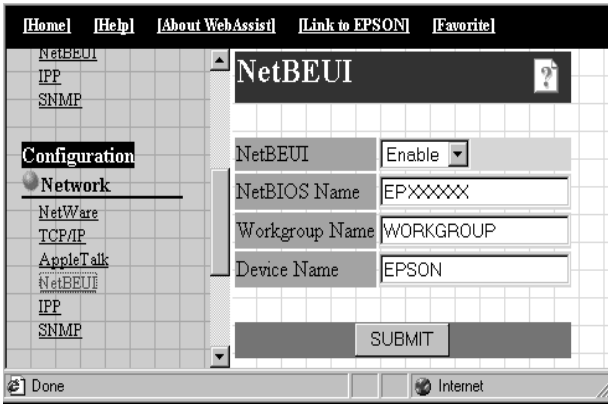 [Home] [Help] [About WebAssist] [Link to EPSON] [Favorite]
NetBEUI
IPP
SNMP
Configuration
Network
NetWare
TCP/IP
AppleTalk
NetBEUI
IPP
SNMP
NetBEUI
?
NetBEUI Enable
NetBIOS Name EPXXXXXX
Workgroup Name WORKGROUP
Device Name EPSON
SUBMIT
Done Internet